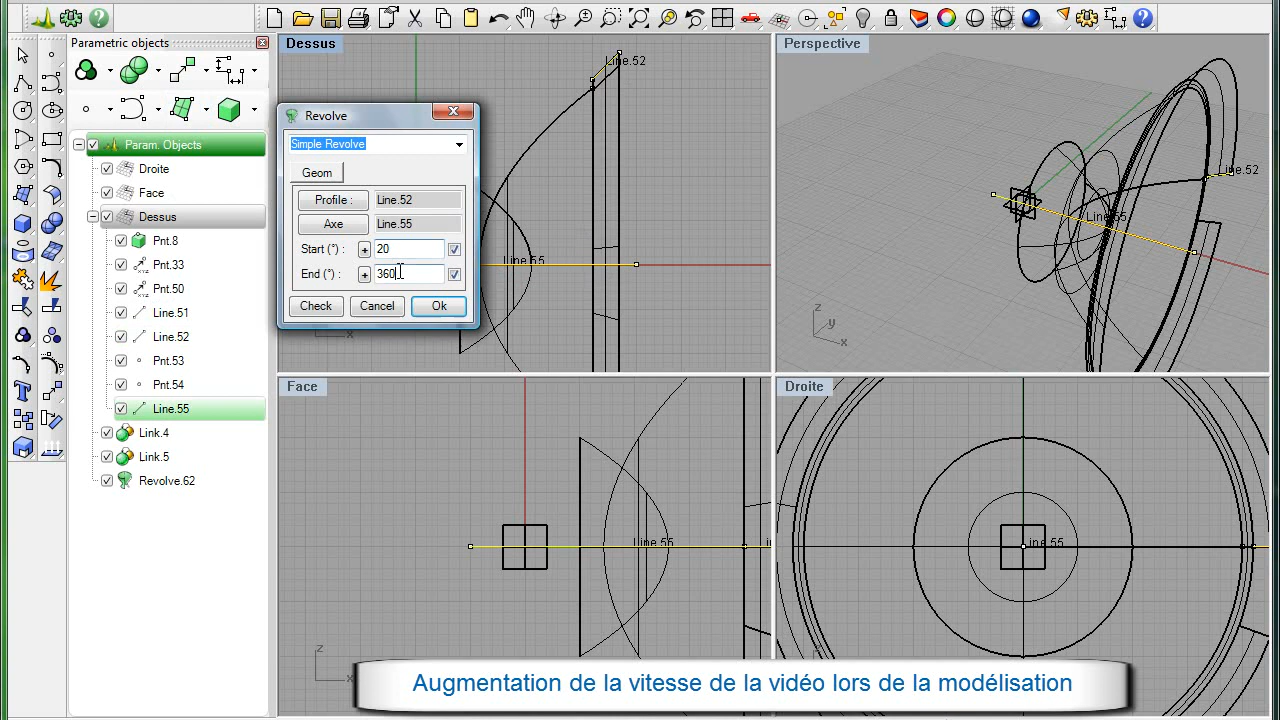 Parametric objects
Param. Objects
Droite
Face
Dessus
Pnt.8
Pnt.33
Pnt.50
Line.51
Line.52
Pnt.53
Pnt.54
Line.55
Link.4
Link.5
Revolve.62
Dessus
Line.52
Line.55
x
Revolve
Simple Revolve
Geom
Profile :
Line.52
Axe
Line.55
Start (°) :
20
End (°) :
360
Check
Cancel
Ok
Perspective
Line.52
Line.55
z
y
x
Face
Line.55
z
x
Droite
Line.55
Augmentation de la vitesse de la vidéo lors de la modélisation